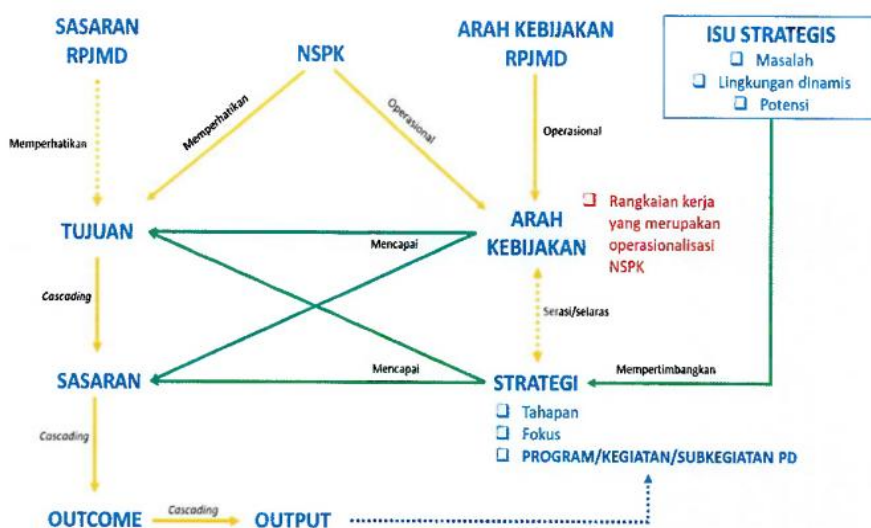 SASARAN
RPJMD
NSPK
ARAH KEBIJAKAN
RPJMD
ISU STRATEGIS
❑ Masalah
❑ Lingkungan dinamis
❑ Potensi
Memperhatikan
Memperhatikan
Operasional
Operasional
TUJUAN
Mencapai
ARAH
KEBIJAKAN
❑ Rangkaian kerja
yang merupakan
operasionalisasi
NSPK
Cascading
Serasi/selaras
SASARAN
Mencapai
STRATEGI
Mempertimbangkan
❑ Tahapan
❑ Fokus
❑ PROGRAM/KEGIATAN/SUBKEGIATAN PD
Cascading
OUTCOME
Cascading
OUTPUT